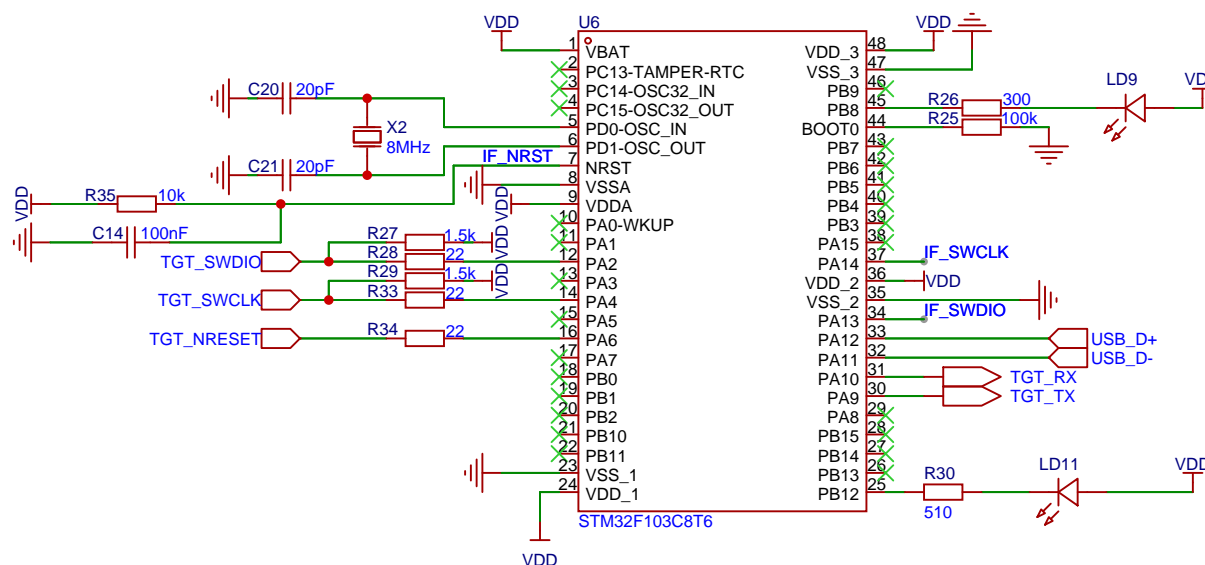 U6
STM32F103C8T6
1 VBAT
2 PC13-TAMPER-RTC
3 PC14-OSC32_IN
4 PC15-OSC32_OUT
5 PD0-OSC_IN
6 PD1-OSC_OUT
7 NRST
8 VSSA
9 VDDA
10 PA0-WKUP
11 PA1
12 PA2
13 PA3
14 PA4
15 PA5
16 PA6
17 PA7
18 PB0
19 PB1
20 PB2
21 PB10
22 PB11
23 VSS_1
24 VDD_1
VDD_3 48
VSS_3 47
PB9 46
PB8 45
BOOT0 44
PB7 43
PB6 42
PB5 41
PB4 40
PB3 39
PA15 38
PA14 37
VDD_2 36
VSS_2 35
PA13 34
PA12 33
PA11 32
PA10 31
PA9 30
PA8 29
PB15 28
PB14 27
PB13 26
PB12 25
VDD
C20 20pF
X2
8MHz
C21 20pF
IF_NRST
VDD
R35 10k
C14 100nF
VDD
R27 1.5k
VDD
TGT_SWDIO
R28 22
R29 1.5k
VDD
TGT_SWCLK
R33 22
TGT_NRESET
R34 22
VDD
VDD
LD9
VD
R26 300
R25 100k
IF_SWCLK
VDD
IF_SWDIO
USB_D+
USB_D-
TGT_RX
TGT_TX
R30
510
LD11
VDD